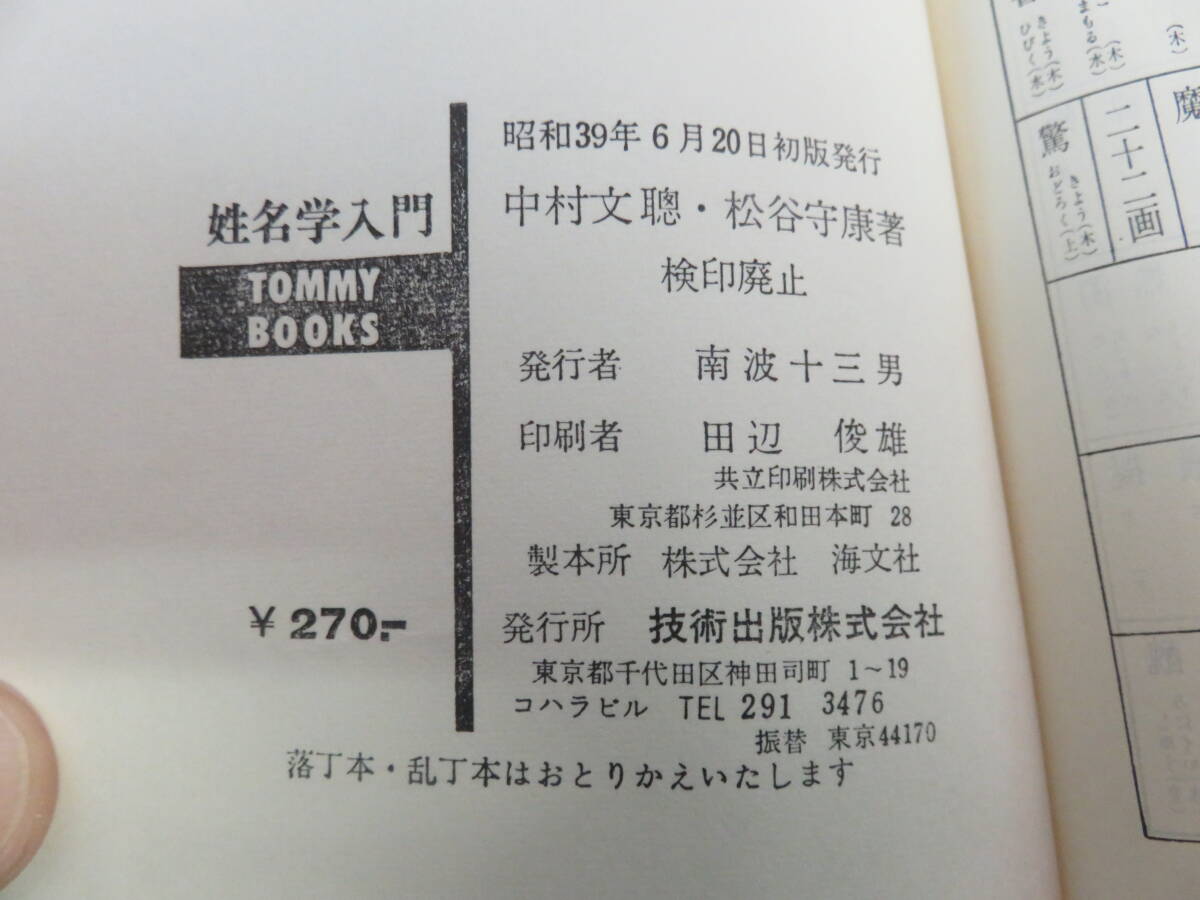 姓名学入門
TOMMY
BOOKS
¥270.-
昭和39年6月20日初版発行
中村文聰・松谷守康著
検印廃止
発行者 南波十三男
印刷者 田辺 俊雄
共立印刷株式会社
東京都杉並区和田本町 28
製本所 株式会社 海文社
発行所 技術出版株式会社
東京都千代田区神田司町 1〜19
コハラビル TEL 291 3476
振替 東京44170
落丁本・乱丁本はおとりかえいたします
魔
二十二画
驚
きよう(木)
おどろく(土)
まもる(水)
(木)
(木)
きよう(木)
ひびく(水)